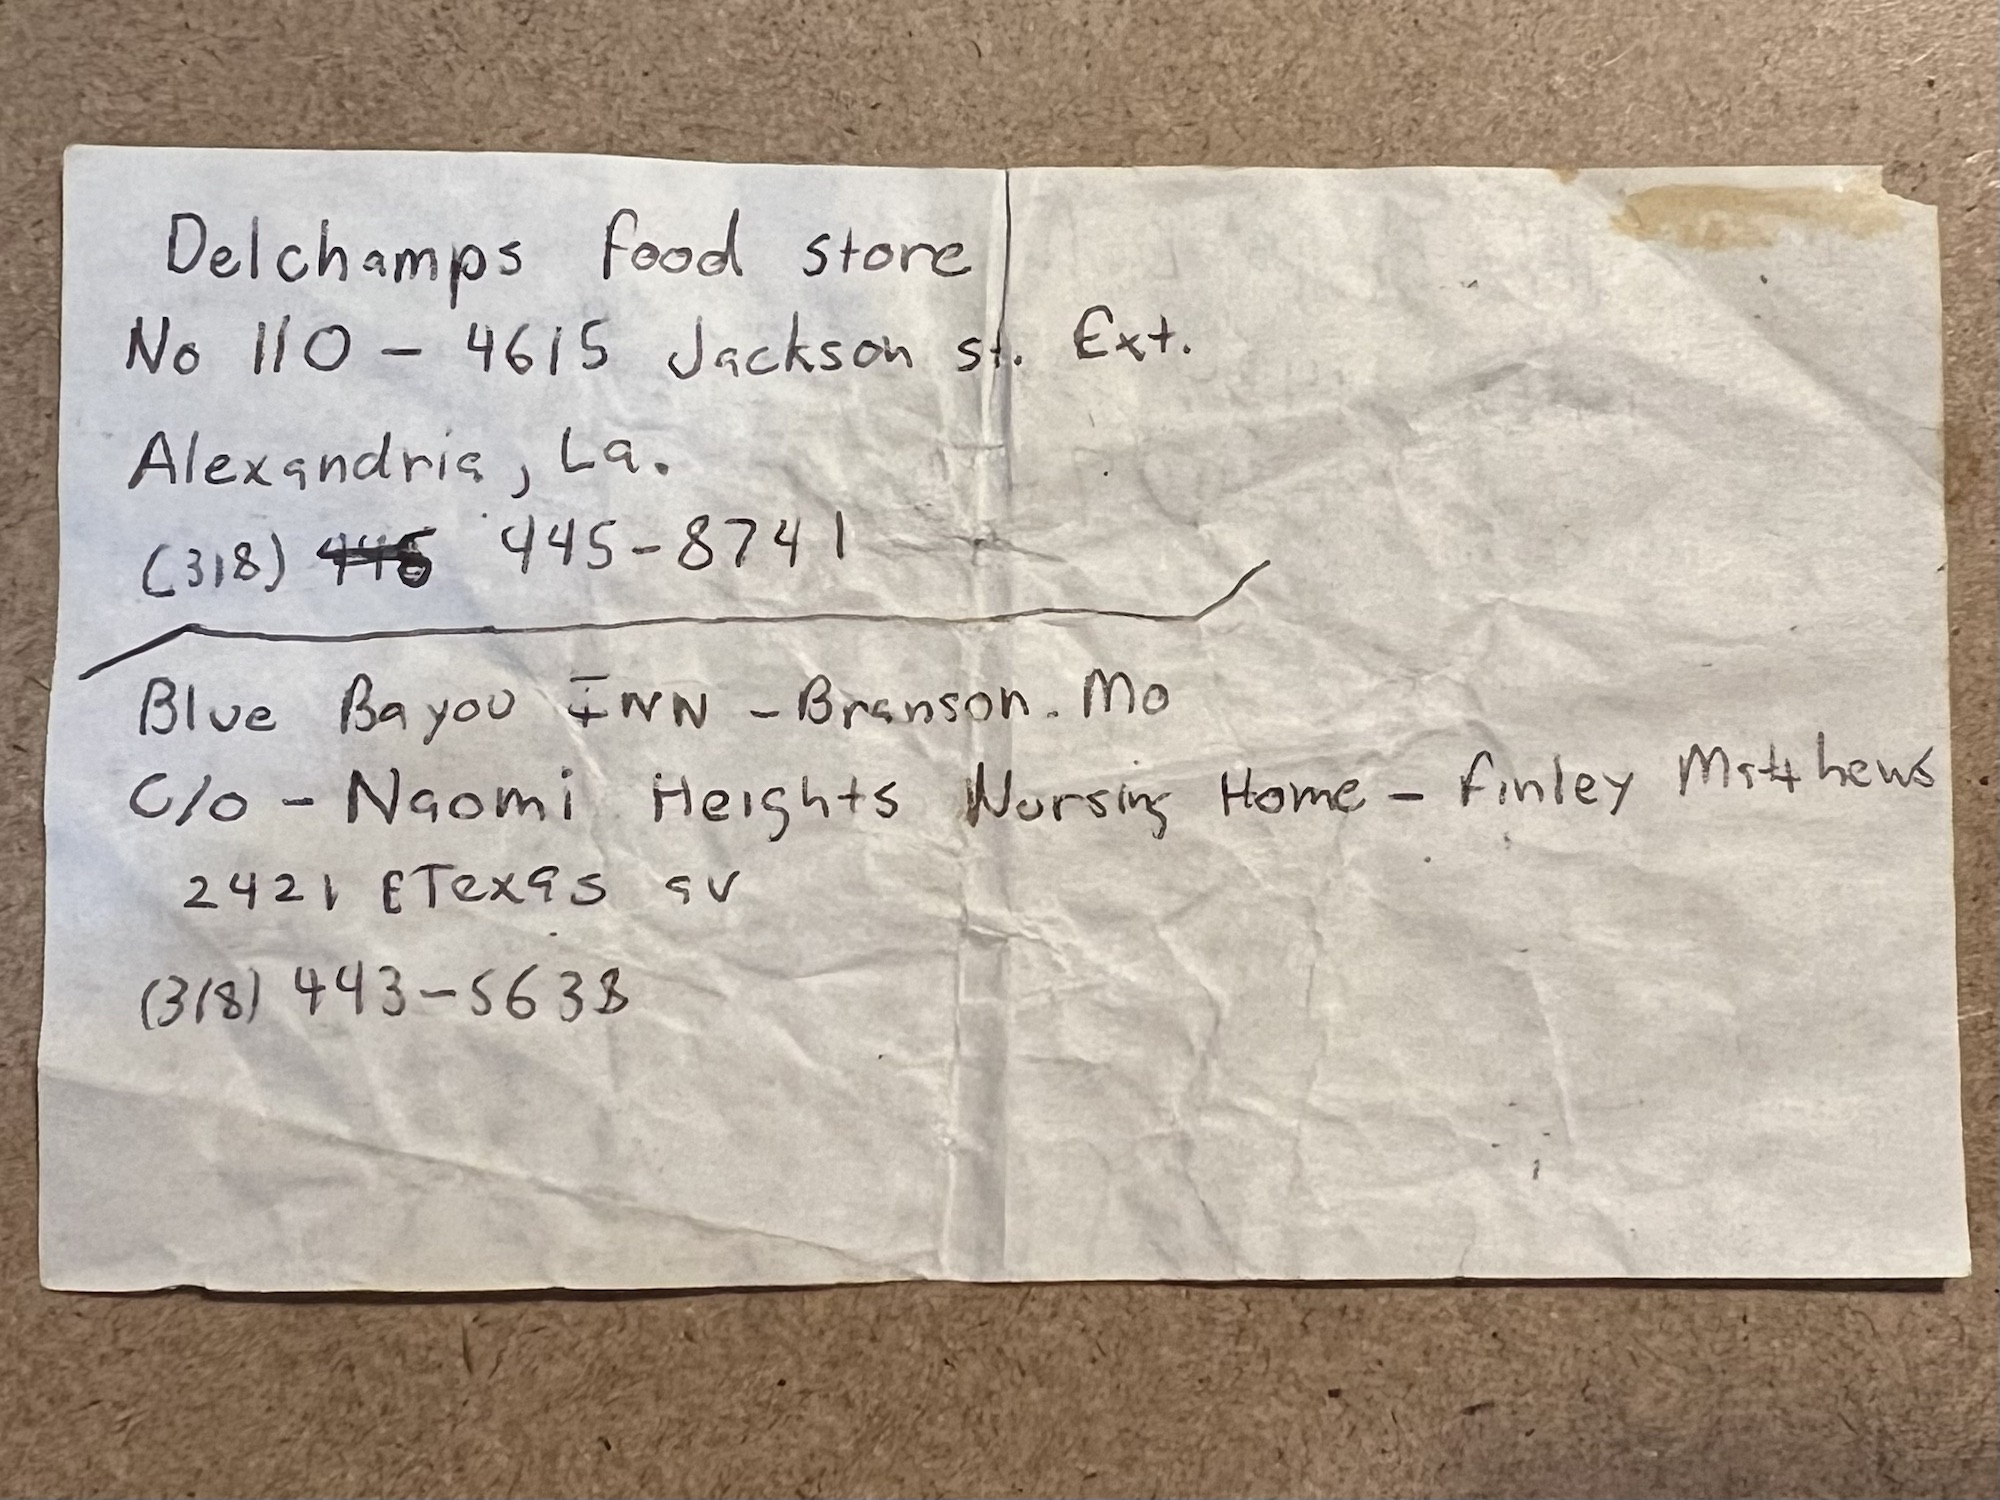 Delchamps food store
No 110 - 4615 Jackson st. Ext.
Alexandria, La.
(318) 445-8741
Blue Bayou INN - Branson. Mo
C/o - Naomi Heights Nursing Home - Finley Matthews
2421 E Texas av
(318) 443-5638